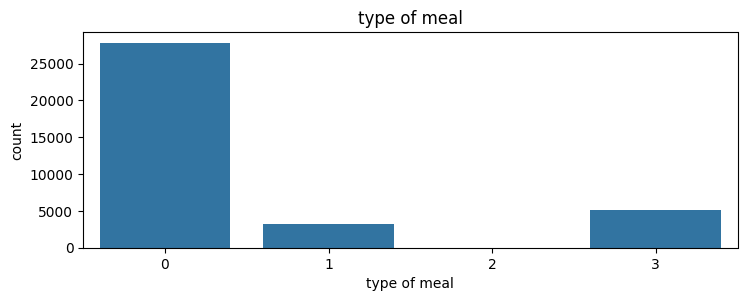 type of meal
count
25000
20000
15000
10000
5000
0
0 1 2 3
type of meal